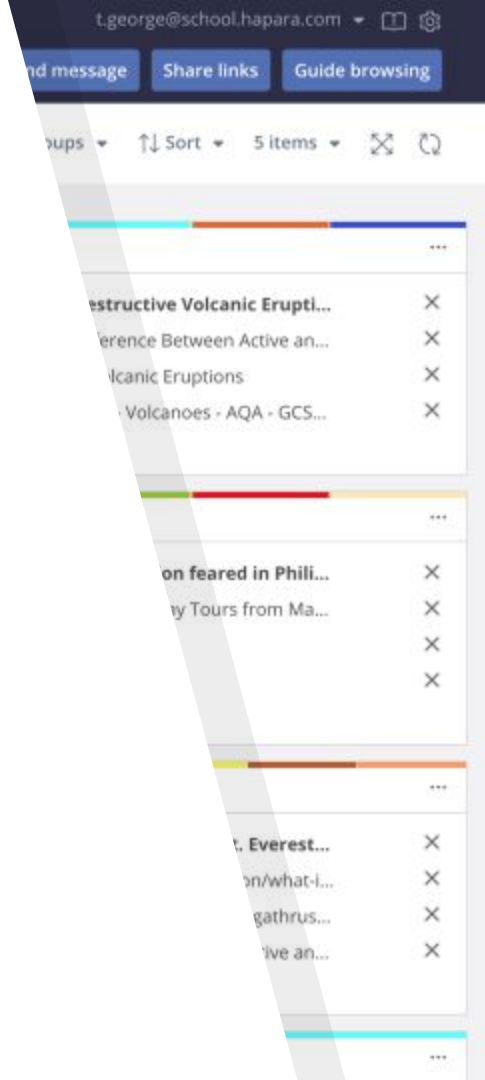 t.george@school.hapara.com
nd message Share links Guide browsing
oups Sort 5 items
...
estructive Volcanic Erupti...
erence Between Active an...
lcanic Eruptions
- Volcanoes - AQA - GCS...
...
on feared in Phili...
ay Tours from Ma...
...
t. Everest...
on/what-i...
gathrus...
ive an...
...